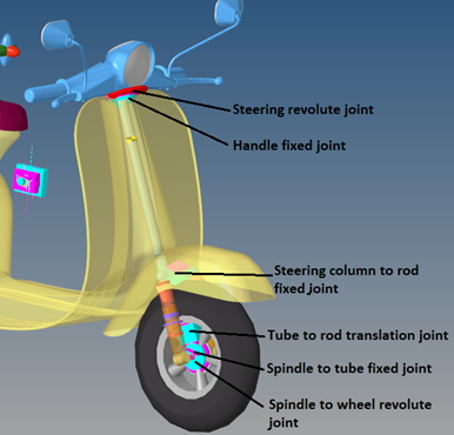 Steering revolute joint
Handle fixed joint
Steering column to rod
fixed joint
Tube to rod translation joint
Spindle to tube fixed joint
Spindle to wheel revolute
joint